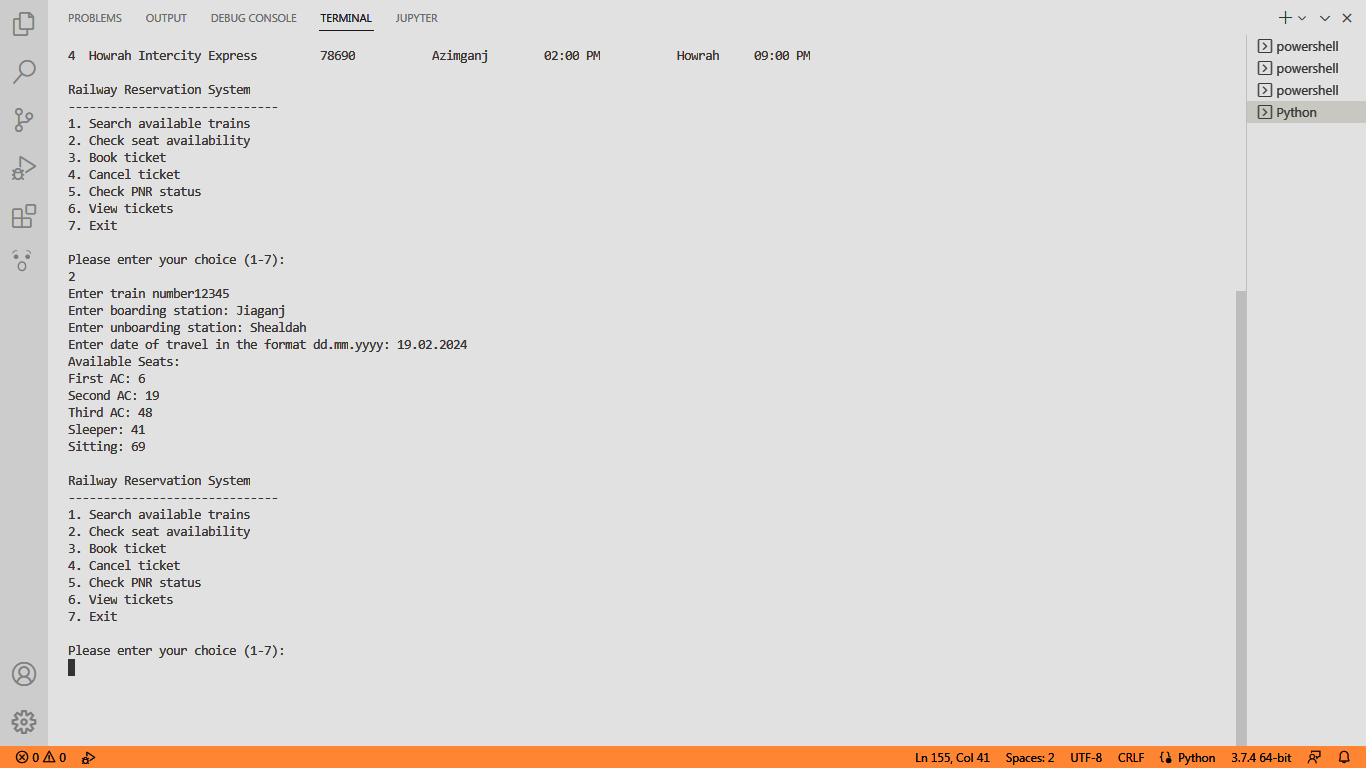 PROBLEMS OUTPUT DEBUG CONSOLE TERMINAL JUPYTER
4 Howrah Intercity Express 78690 Azimganj 02:00 PM Howrah 09:00 PM
Railway Reservation System
------------------------------
1. Search available trains
2. Check seat availability
3. Book ticket
4. Cancel ticket
5. Check PNR status
6. View tickets
7. Exit
Please enter your choice (1-7):
2
Enter train number12345
Enter boarding station: Jiaganj
Enter unboarding station: Shealdah
Enter date of travel in the format dd.mm.yyyy: 19.02.2024
Available Seats:
First AC: 6
Second AC: 19
Third AC: 48
Sleeper: 41
Sitting: 69
Railway Reservation System
------------------------------
1. Search available trains
2. Check seat availability
3. Book ticket
4. Cancel ticket
5. Check PNR status
6. View tickets
7. Exit
Please enter your choice (1-7):
powershell
powershell
powershell
Python
0 0 Ln 155, Col 41 Spaces: 2 UTF-8 CRLF Python 3.7.4 64-bit